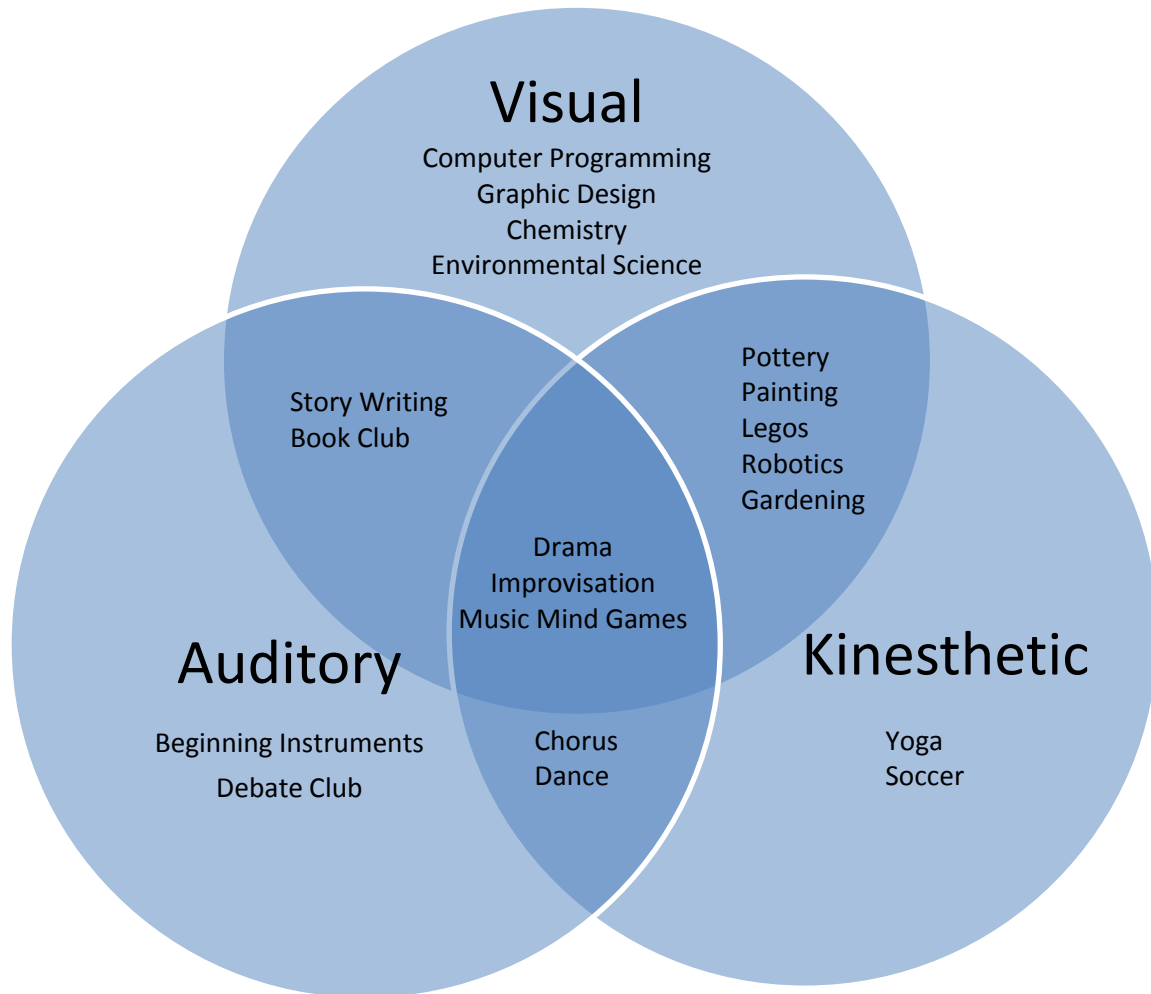 Visual
Computer Programming
Graphic Design
Chemistry
Environmental Science
Story Writing
Book Club
Pottery
Painting
Legos
Robotics
Gardening
Drama
Improvisation
Music Mind Games
Auditory
Beginning Instruments
Debate Club
Chorus
Dance
Kinesthetic
Yoga
Soccer